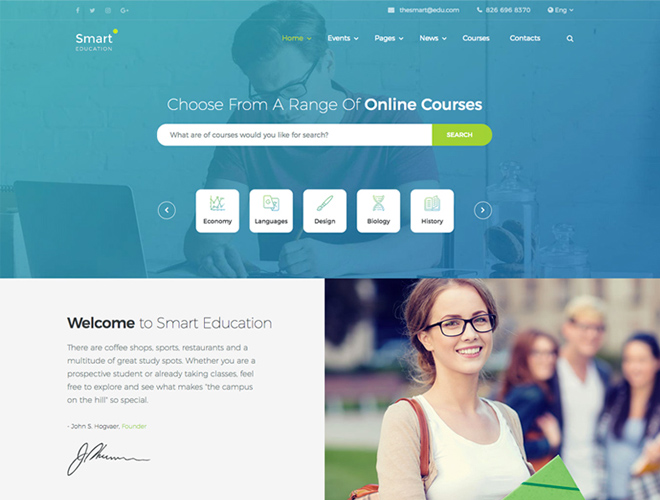 thesmart@edu.com 826 696 8370 Eng
Smart
EDUCATION
Home Events Pages News Courses Contacts
Choose From A Range Of Online Courses
What are of courses would you like for search? SEARCH
Economy Languages Design Biology History
Welcome to Smart Education
There are coffee shops, sports, restaurants and a
multitude of great study spots. Whether you are a
prospective student or already taking classes, feel
free to explore and see what makes "the campus
on the hill" so special.
- John S. Hogvaer, Founder